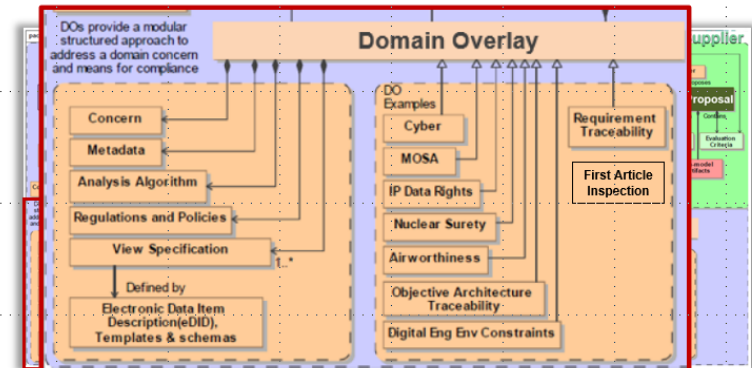 DOs provide a modular
structured approach to
address a domain concern
and means for compliance
Domain Overlay
Concern
Metadata
Analysis Algorithm
Regulations and Policies
View Specification
1..*
Defined by
Electronic Data Item
Description(eDID),
Templates & schemas
DO
Examples
Cyber
MOSA
IP Data Rights
Nuclear Surety
Airworthiness
Objective Architecture
Traceability
Digital Eng Env Constraints
Requirement
Traceability
First Article
Inspection
Evaluation
Criteria